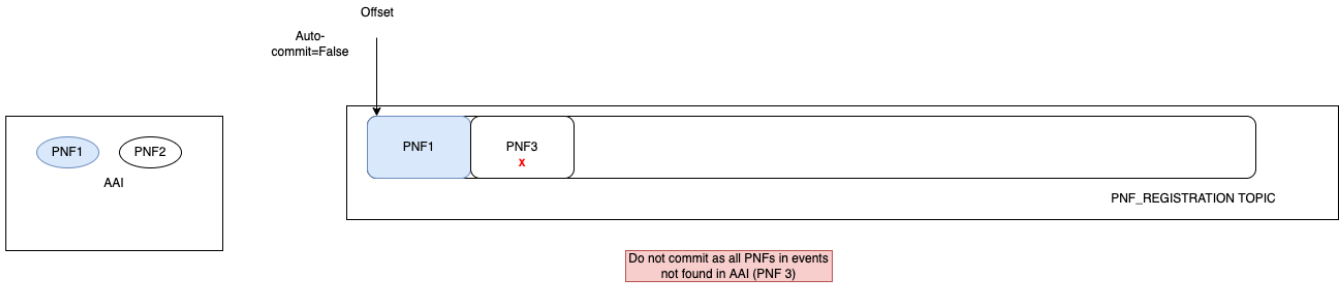 Offset
Auto-
commit=False
PNF1
PNF2
AAI
PNF1
PNF3
x
PNF_REGISTRATION TOPIC
Do not commit as all PNFs in events
not found in AAI (PNF 3)